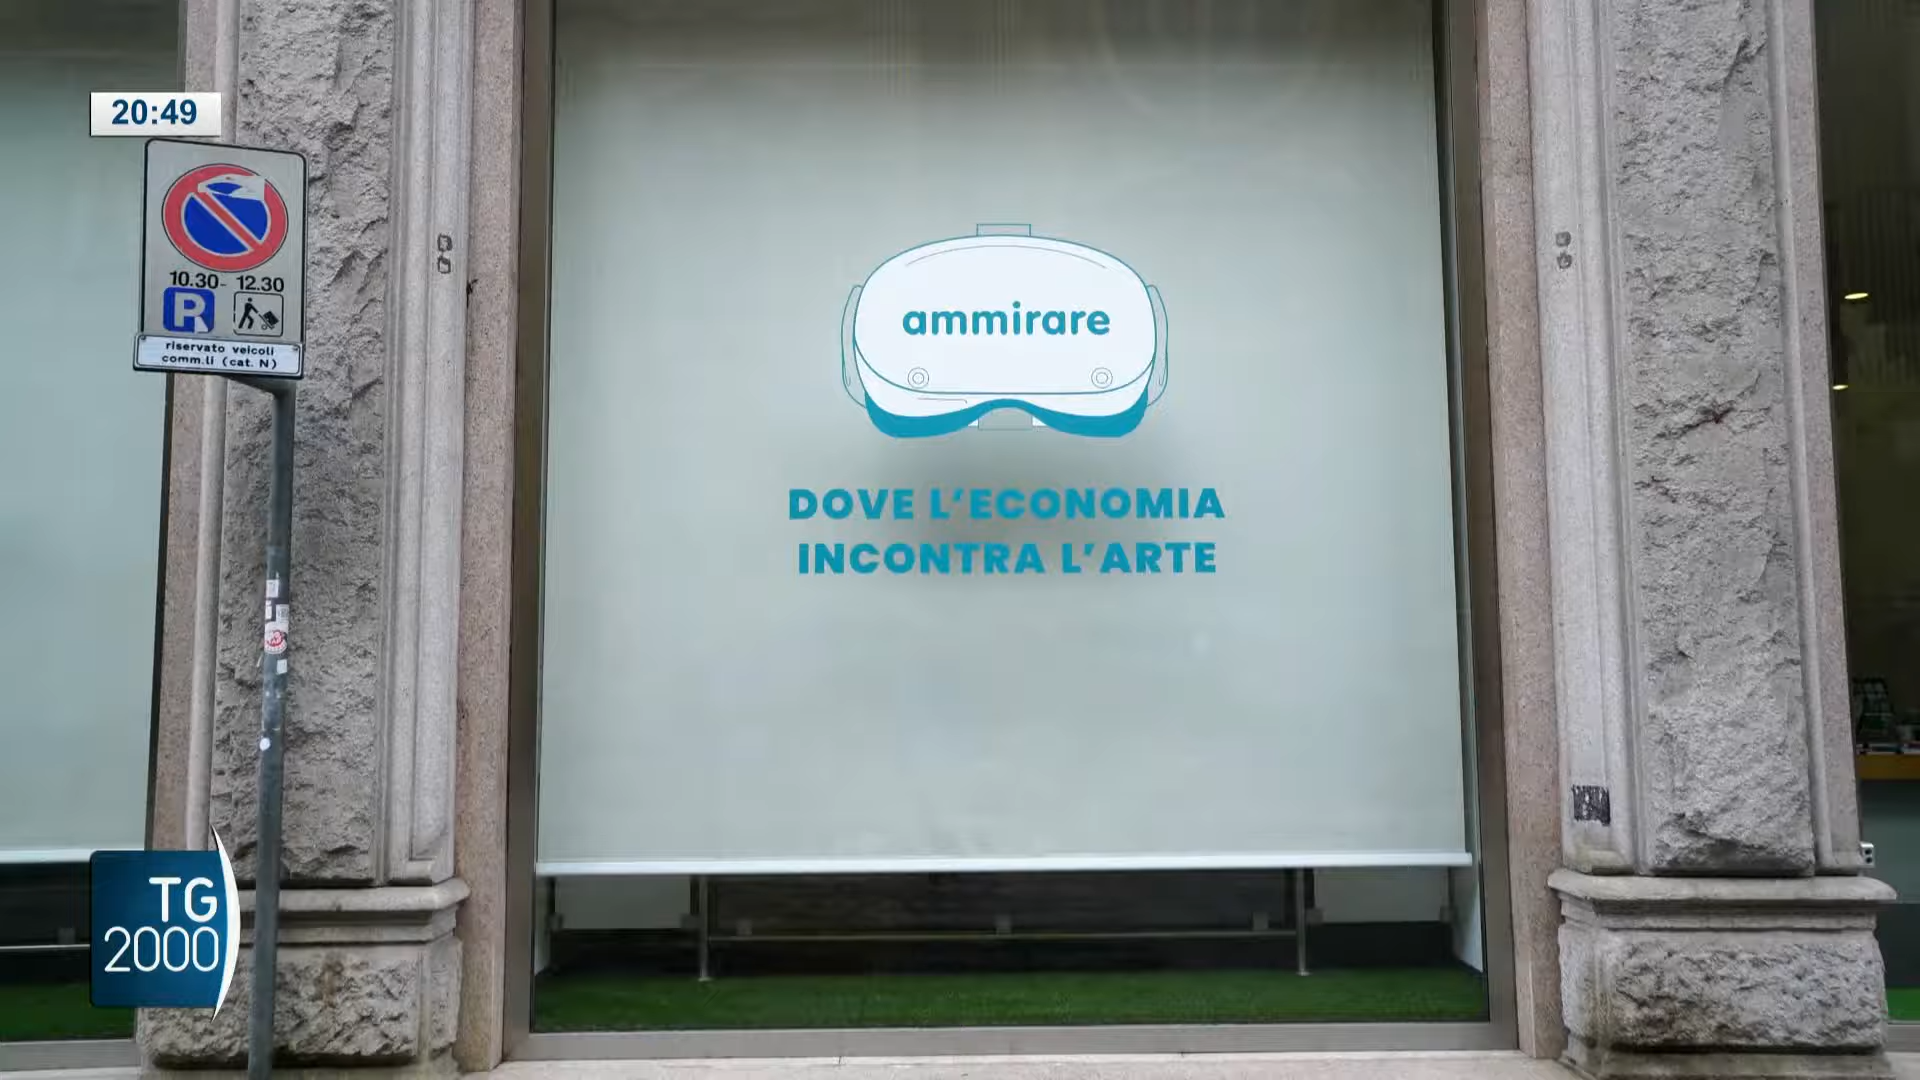 20:49
10.30- 12.30
P
riservato veicoli
comm.li (cat. N)
ammirare
DOVE L'ECONOMIA
INCONTRA L'ARTE
TG
2000